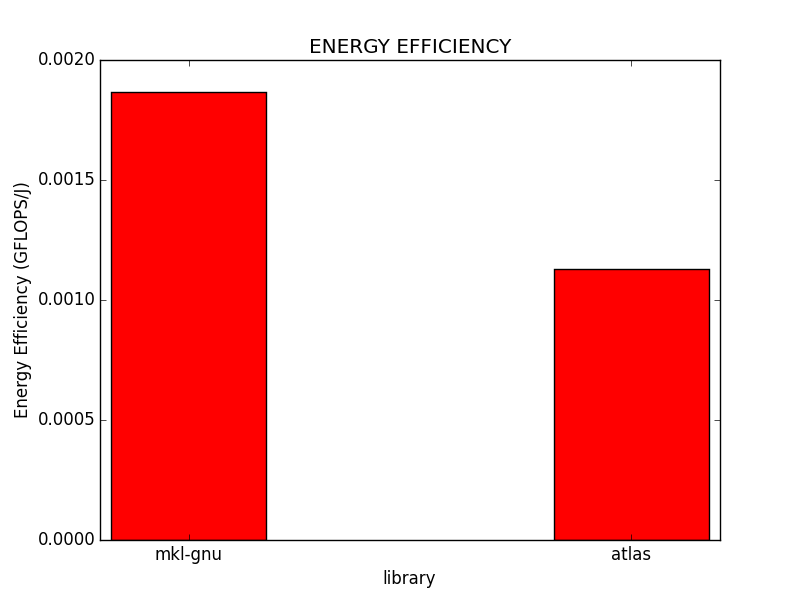 ENERGY EFFICIENCY
0.0020
0.0015
0.0010
0.0005
0.0000
Energy Efficiency (GFLOPS/J)
mkl-gnu
atlas
library